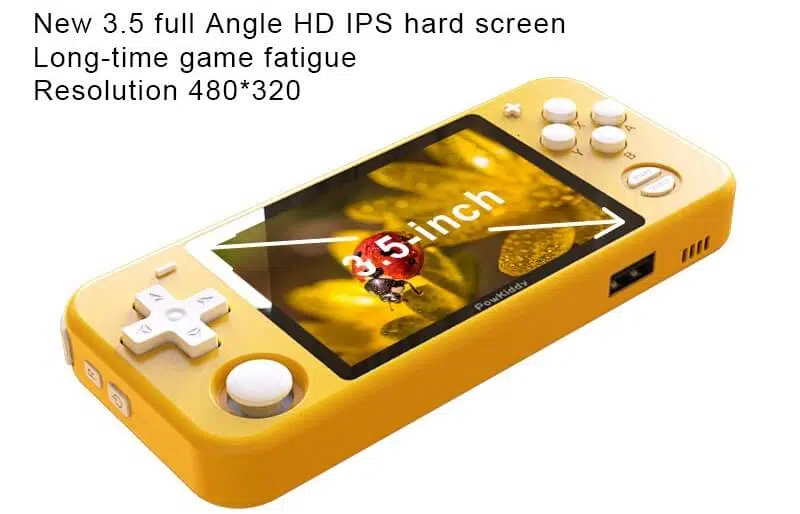 New 3.5 full Angle HD IPS hard screen
Long-time game fatigue
Resolution 480*320
3.5-inch
PowKiddy
X
A
Y
B